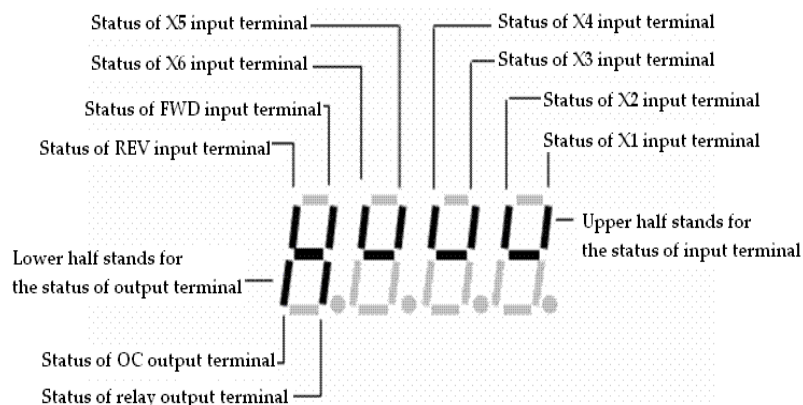 Status of X5 input terminal
Status of X4 input terminal
Status of X6 input terminal
Status of X3 input terminal
Status of FWD input terminal
Status of X2 input terminal
Status of REV input terminal
Status of X1 input terminal
Upper half stands for
the status of input terminal
Lower half stands for
the status of output terminal
Status of OC output terminal
Status of relay output terminal